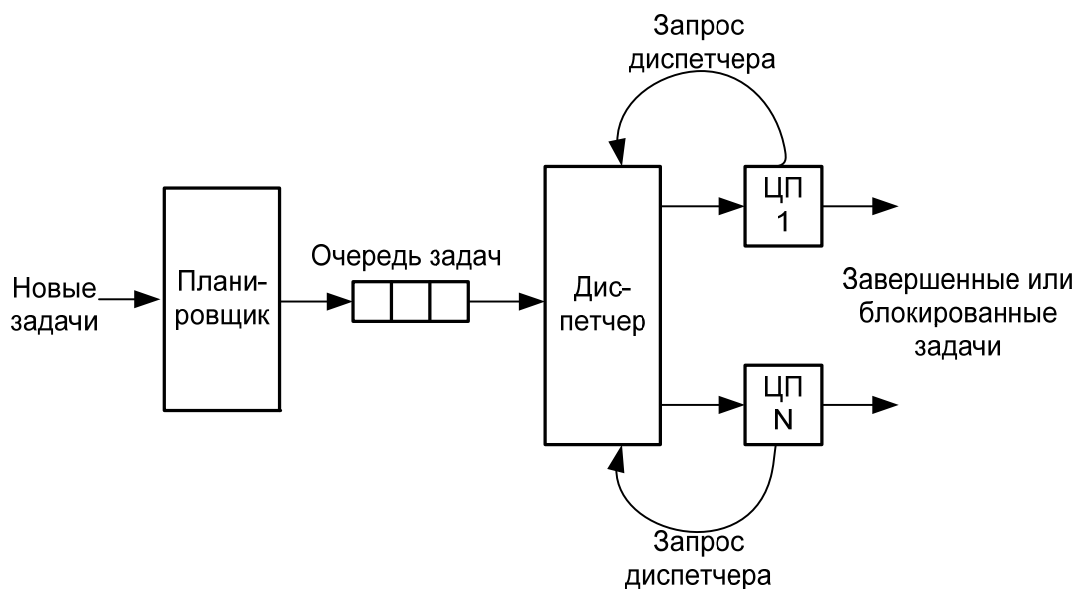 Запрос
диспетчера
ЦП
1
Очередь задач
Новые
задачи
Плани-
ровщик
Дис-
петчер
Завершенные или
блокированные
задачи
ЦП
N
Запрос
диспетчера